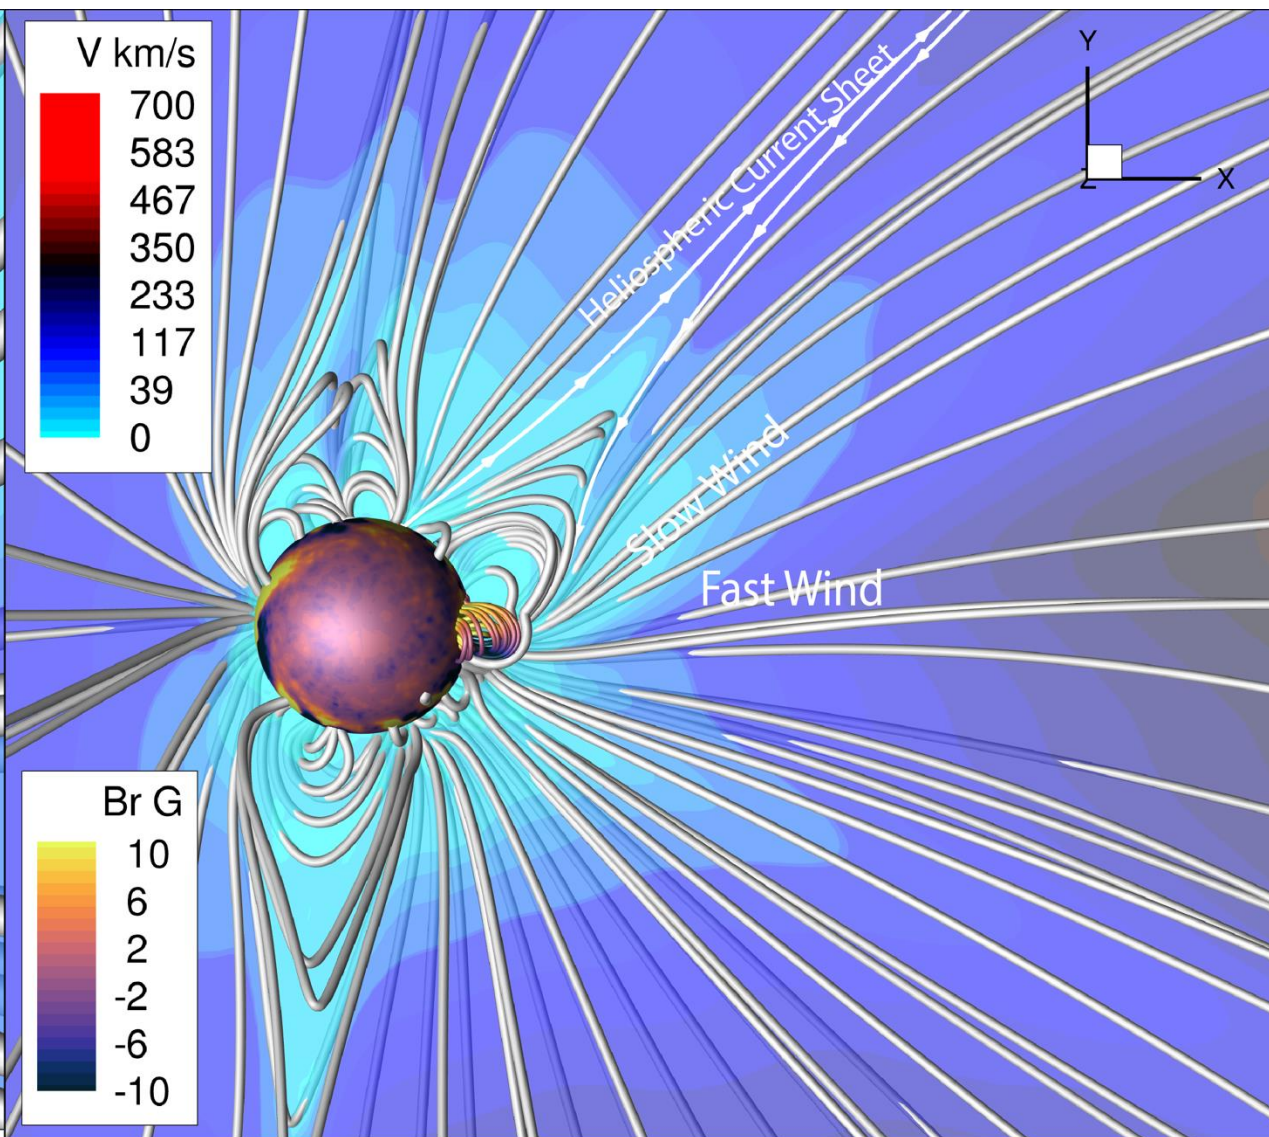 V km/s
700
583
467
350
233
117
39
0
Heliospheric Current Sheet
Y
Z
X
Slow Wind
Fast Wind
Br G
10
6
2
-2
-6
-10